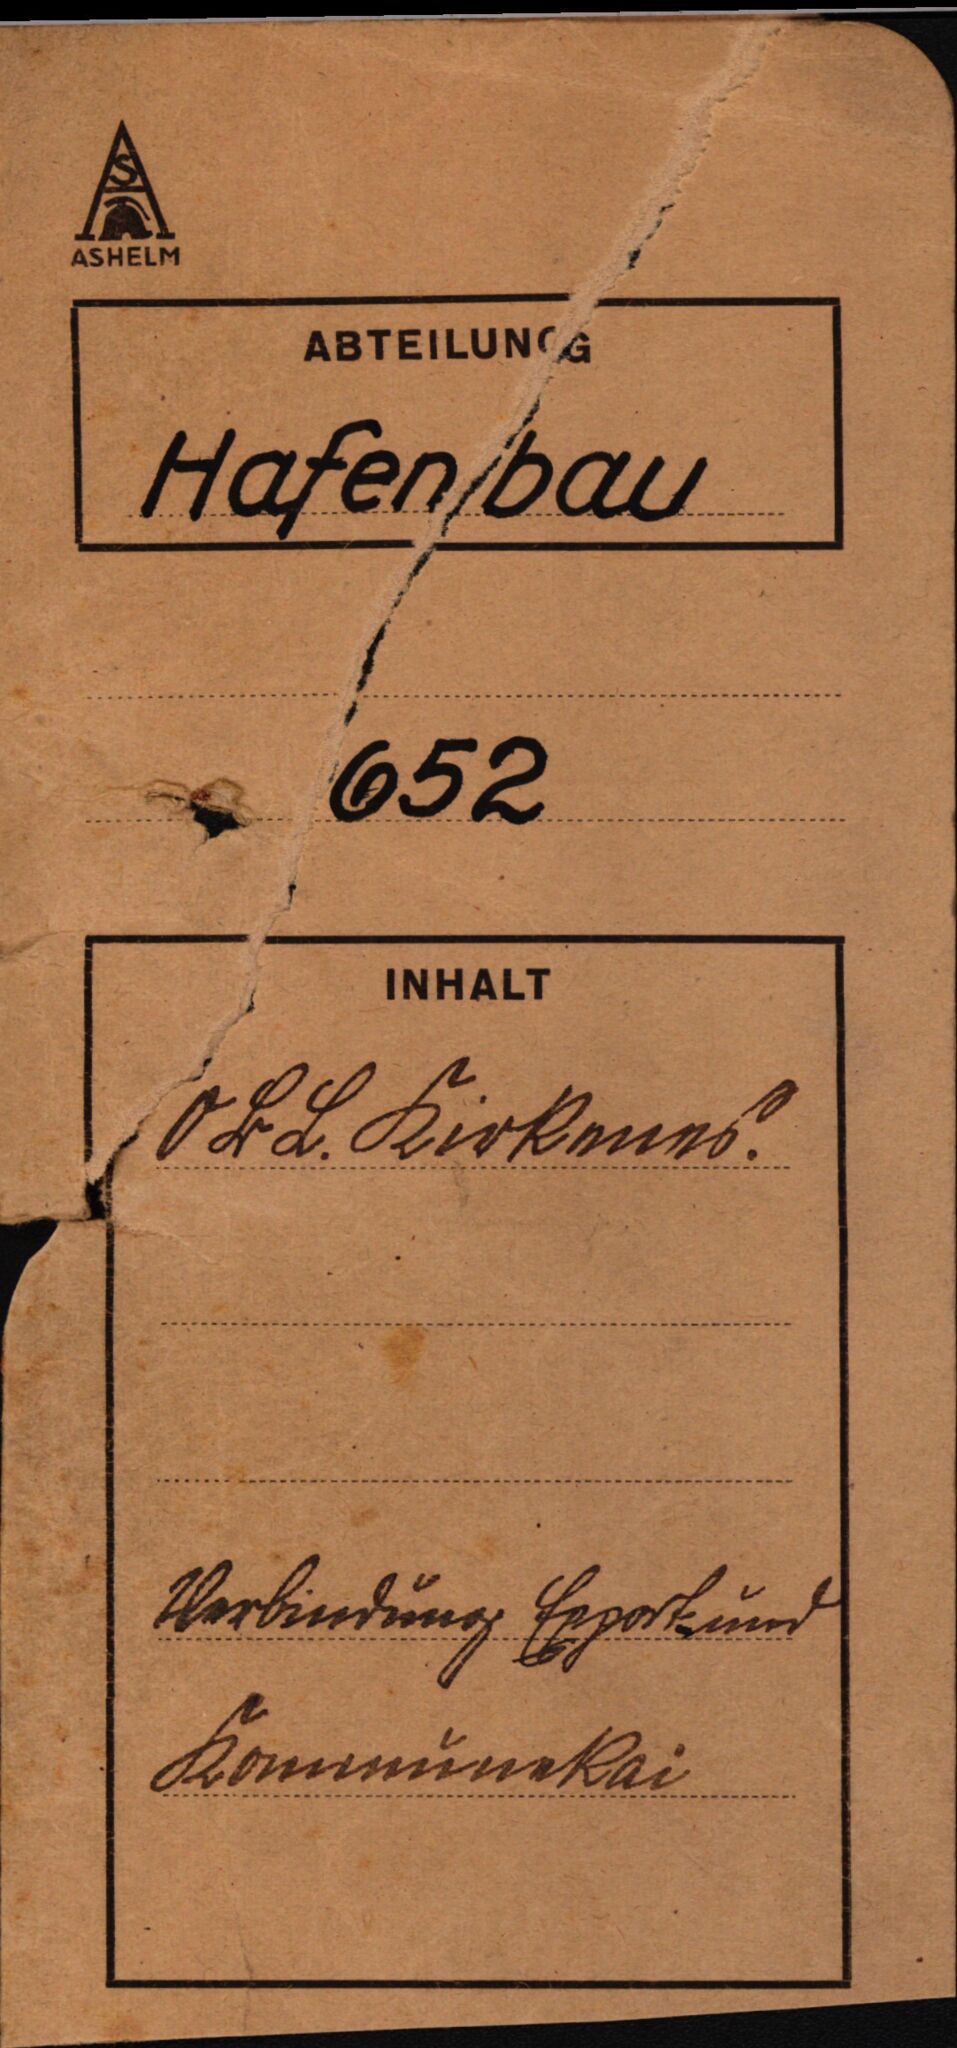 ASHELM
ABTEILUNG
Hafenbau
652
INHALT
O B L. Kirkenes.
Verbindung Export- und
Kommunekai